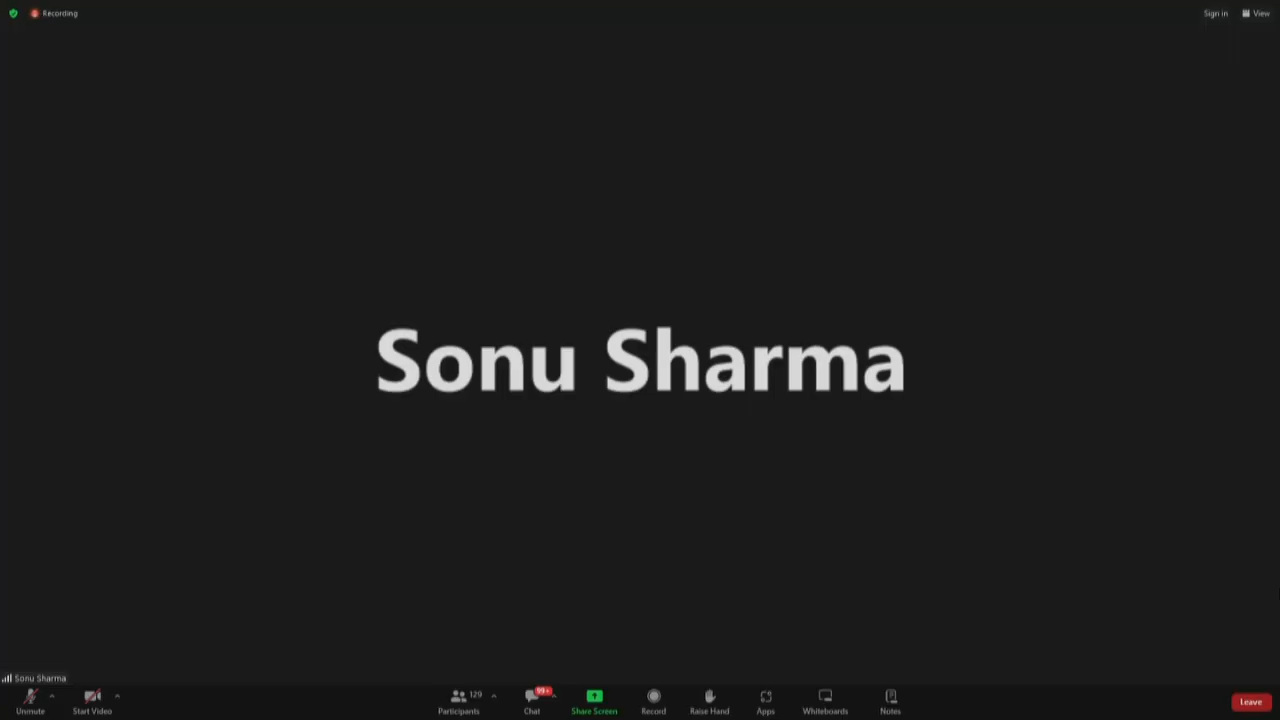 Recording
Sign in
View
Sonu Sharma
Sonu Sharma
Unmute
Start Video
Participants
129
Chat
99+
Share Screen
Record
Raise Hand
Apps
Whiteboards
Notes
Leave